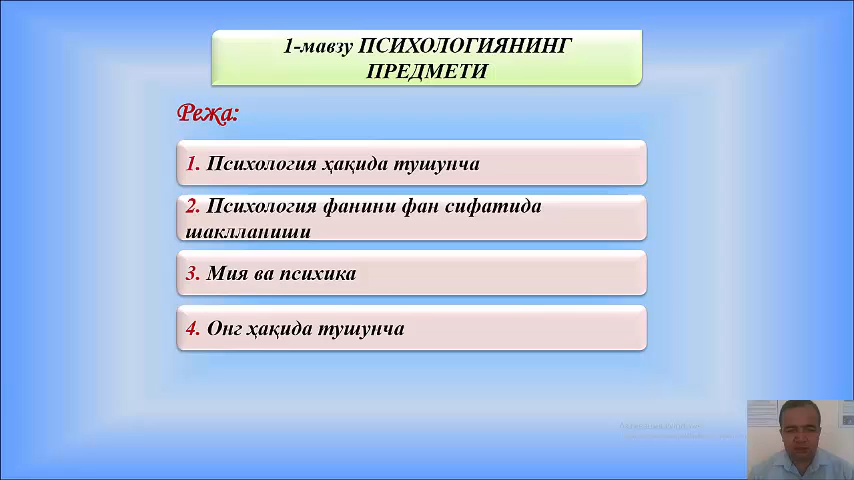 1-мавзу ПСИХОЛОГИЯНИНГ
ПРЕДМЕТИ
Режа:
1. Психология ҳақида тушунча
2. Психология фанини фан сифатида
шаклланиши
3. Мия ва психика
4. Онг ҳақида тушунча